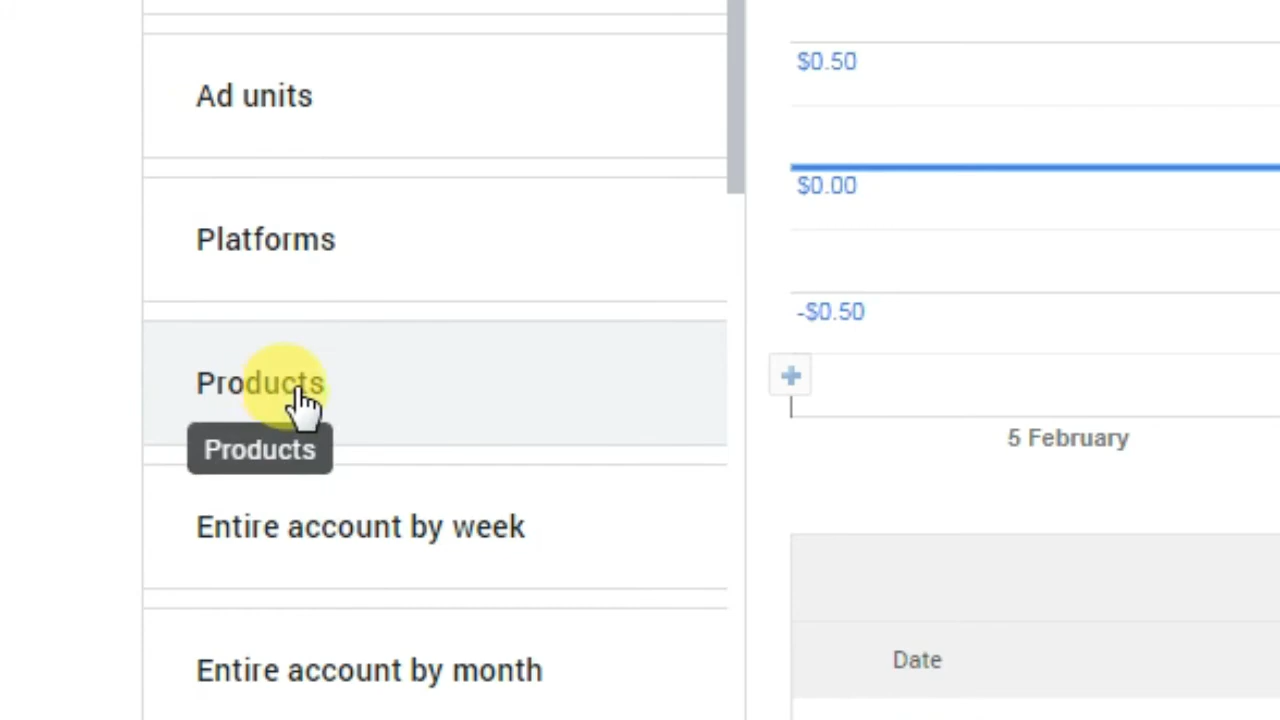 Ad units
Platforms
Products
Products
Entire account by week
Entire account by month
$0.50
$0.00
-$0.50
5 February
Date